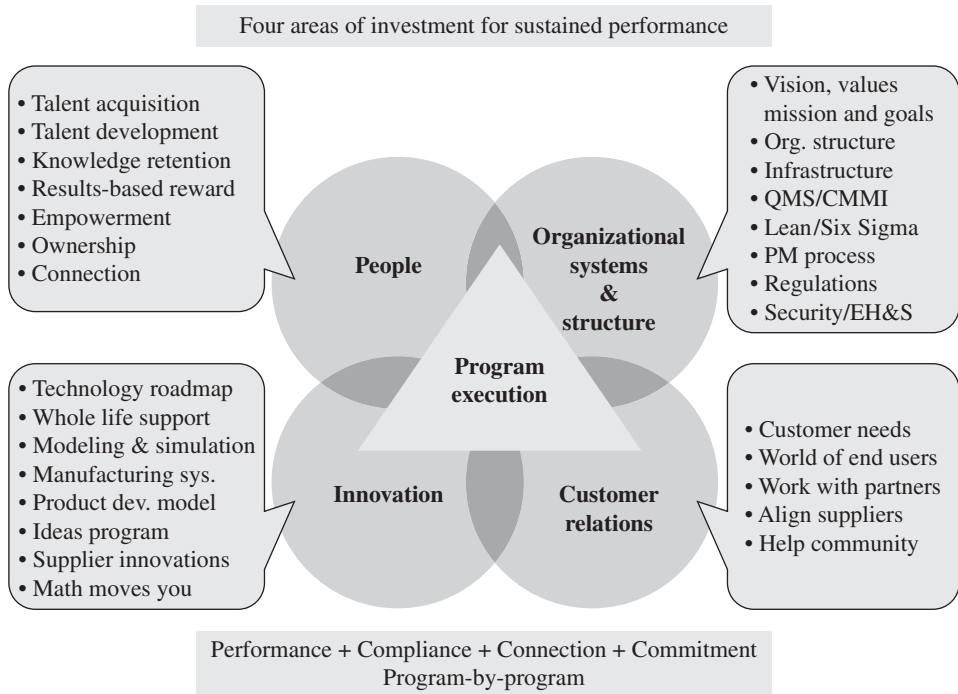 Four areas of investment for sustained performance
• Talent acquisition
• Talent development
• Knowledge retention
• Results-based reward
• Empowerment
• Ownership
• Connection
• Vision, values
mission and goals
• Org. structure
• Infrastructure
• QMS/CMMI
• Lean/Six Sigma
• PM process
• Regulations
• Security/EH&S
People
Organizational
systems
&
structure
Program
execution
• Technology roadmap
• Whole life support
• Modeling & simulation
• Manufacturing sys.
• Product dev. model
• Ideas program
• Supplier innovations
• Math moves you
Innovation
Customer
relations
• Customer needs
• World of end users
• Work with partners
• Align suppliers
• Help community
Performance + Compliance + Connection + Commitment
Program-by-program